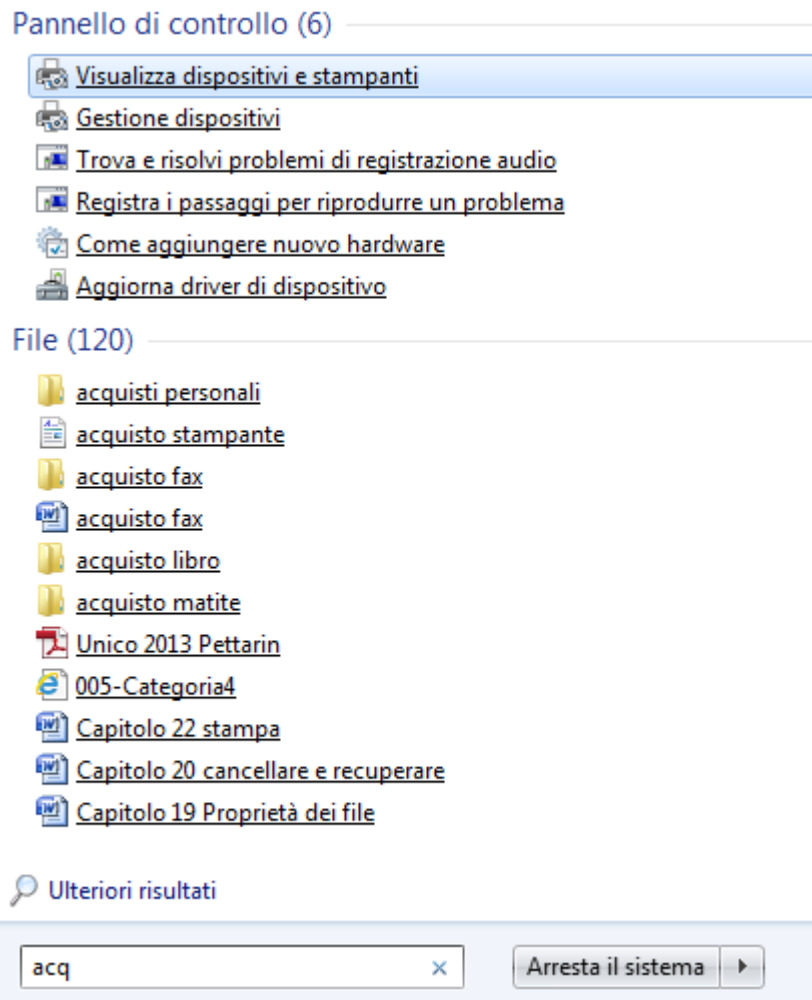 Pannello di controllo (6)
Visualizza dispositivi e stampanti
Gestione dispositivi
Trova e risolvi problemi di registrazione audio
Registra i passaggi per riprodurre un problema
Come aggiungere nuovo hardware
Aggiorna driver di dispositivo
File (120)
acquisti personali
acquisto stampante
acquisto fax
acquisto fax
acquisto libro
acquisto matite
Unico 2013 Pettarin
005-Categoria4
Capitolo 22 stampa
Capitolo 20 cancellare e recuperare
Capitolo 19 Proprietà dei file
Ulteriori risultati
acq
Arresta il sistema